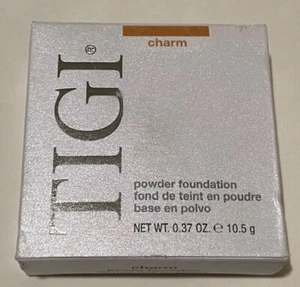 charm
TIGI®
powder foundation
fond de teint en poudre
base en polvo
NET WT. 0.37 OZ. ℮ 10.5 g
charm